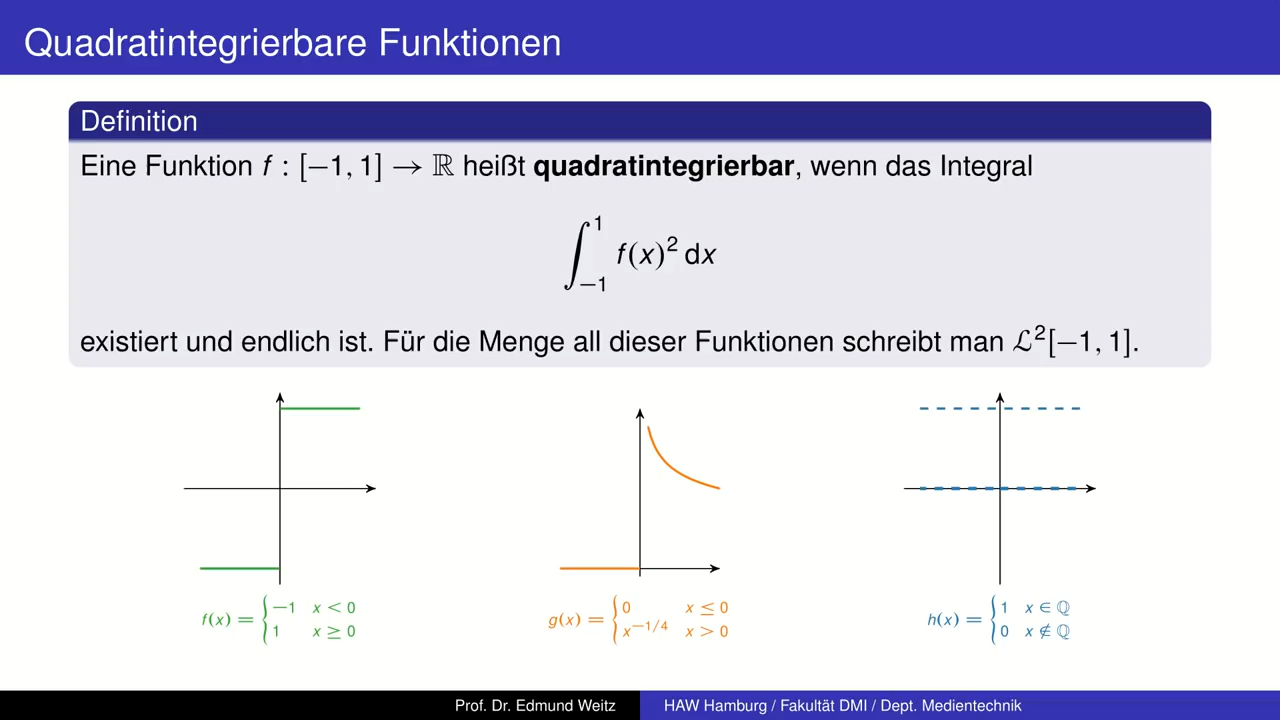 Quadratintegrierbare Funktionen
Definition
Eine Funktion f : [−1, 1] → ℝ heißt quadratintegrierbar, wenn das Integral
∫₋₁¹ f(x)² dx
existiert und endlich ist. Für die Menge all dieser Funktionen schreibt man ℒ²[−1, 1].
f(x) = { −1 x < 0
1 x ≥ 0
g(x) = { 0 x ≤ 0
x^−1/4 x > 0
h(x) = { 1 x ∈ ℚ
0 x ∉ ℚ
Prof. Dr. Edmund Weitz
HAW Hamburg / Fakultät DMI / Dept. Medientechnik